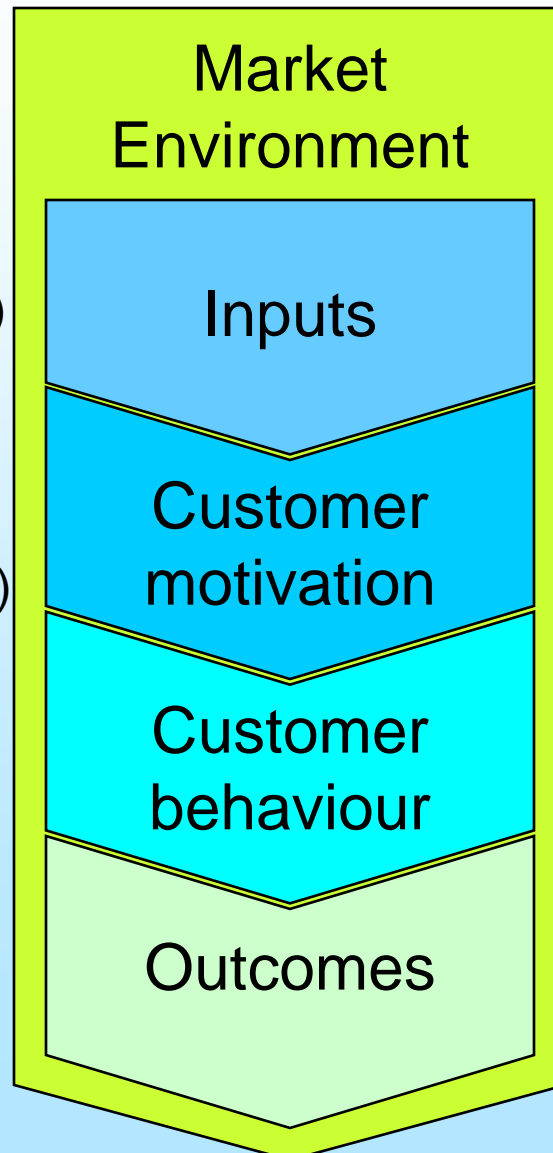 Market
Environment
)
Inputs
Customer
motivation
)
Customer
behaviour
Outcomes